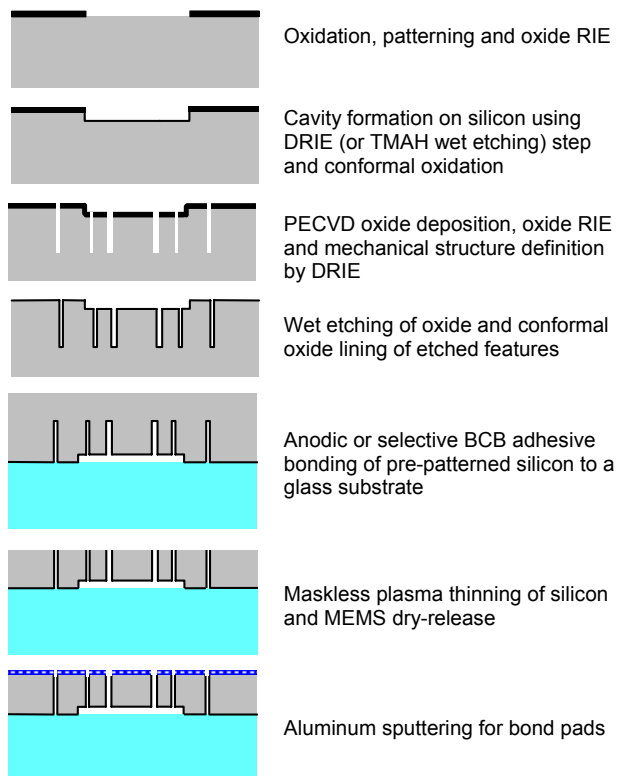 Oxidation, patterning and oxide RIE
Cavity formation on silicon using
DRIE (or TMAH wet etching) step
and conformal oxidation
PECVD oxide deposition, oxide RIE
and mechanical structure definition
by DRIE
Wet etching of oxide and conformal
oxide lining of etched features
Anodic or selective BCB adhesive
bonding of pre-patterned silicon to a
glass substrate
Maskless plasma thinning of silicon
and MEMS dry-release
Aluminum sputtering for bond pads